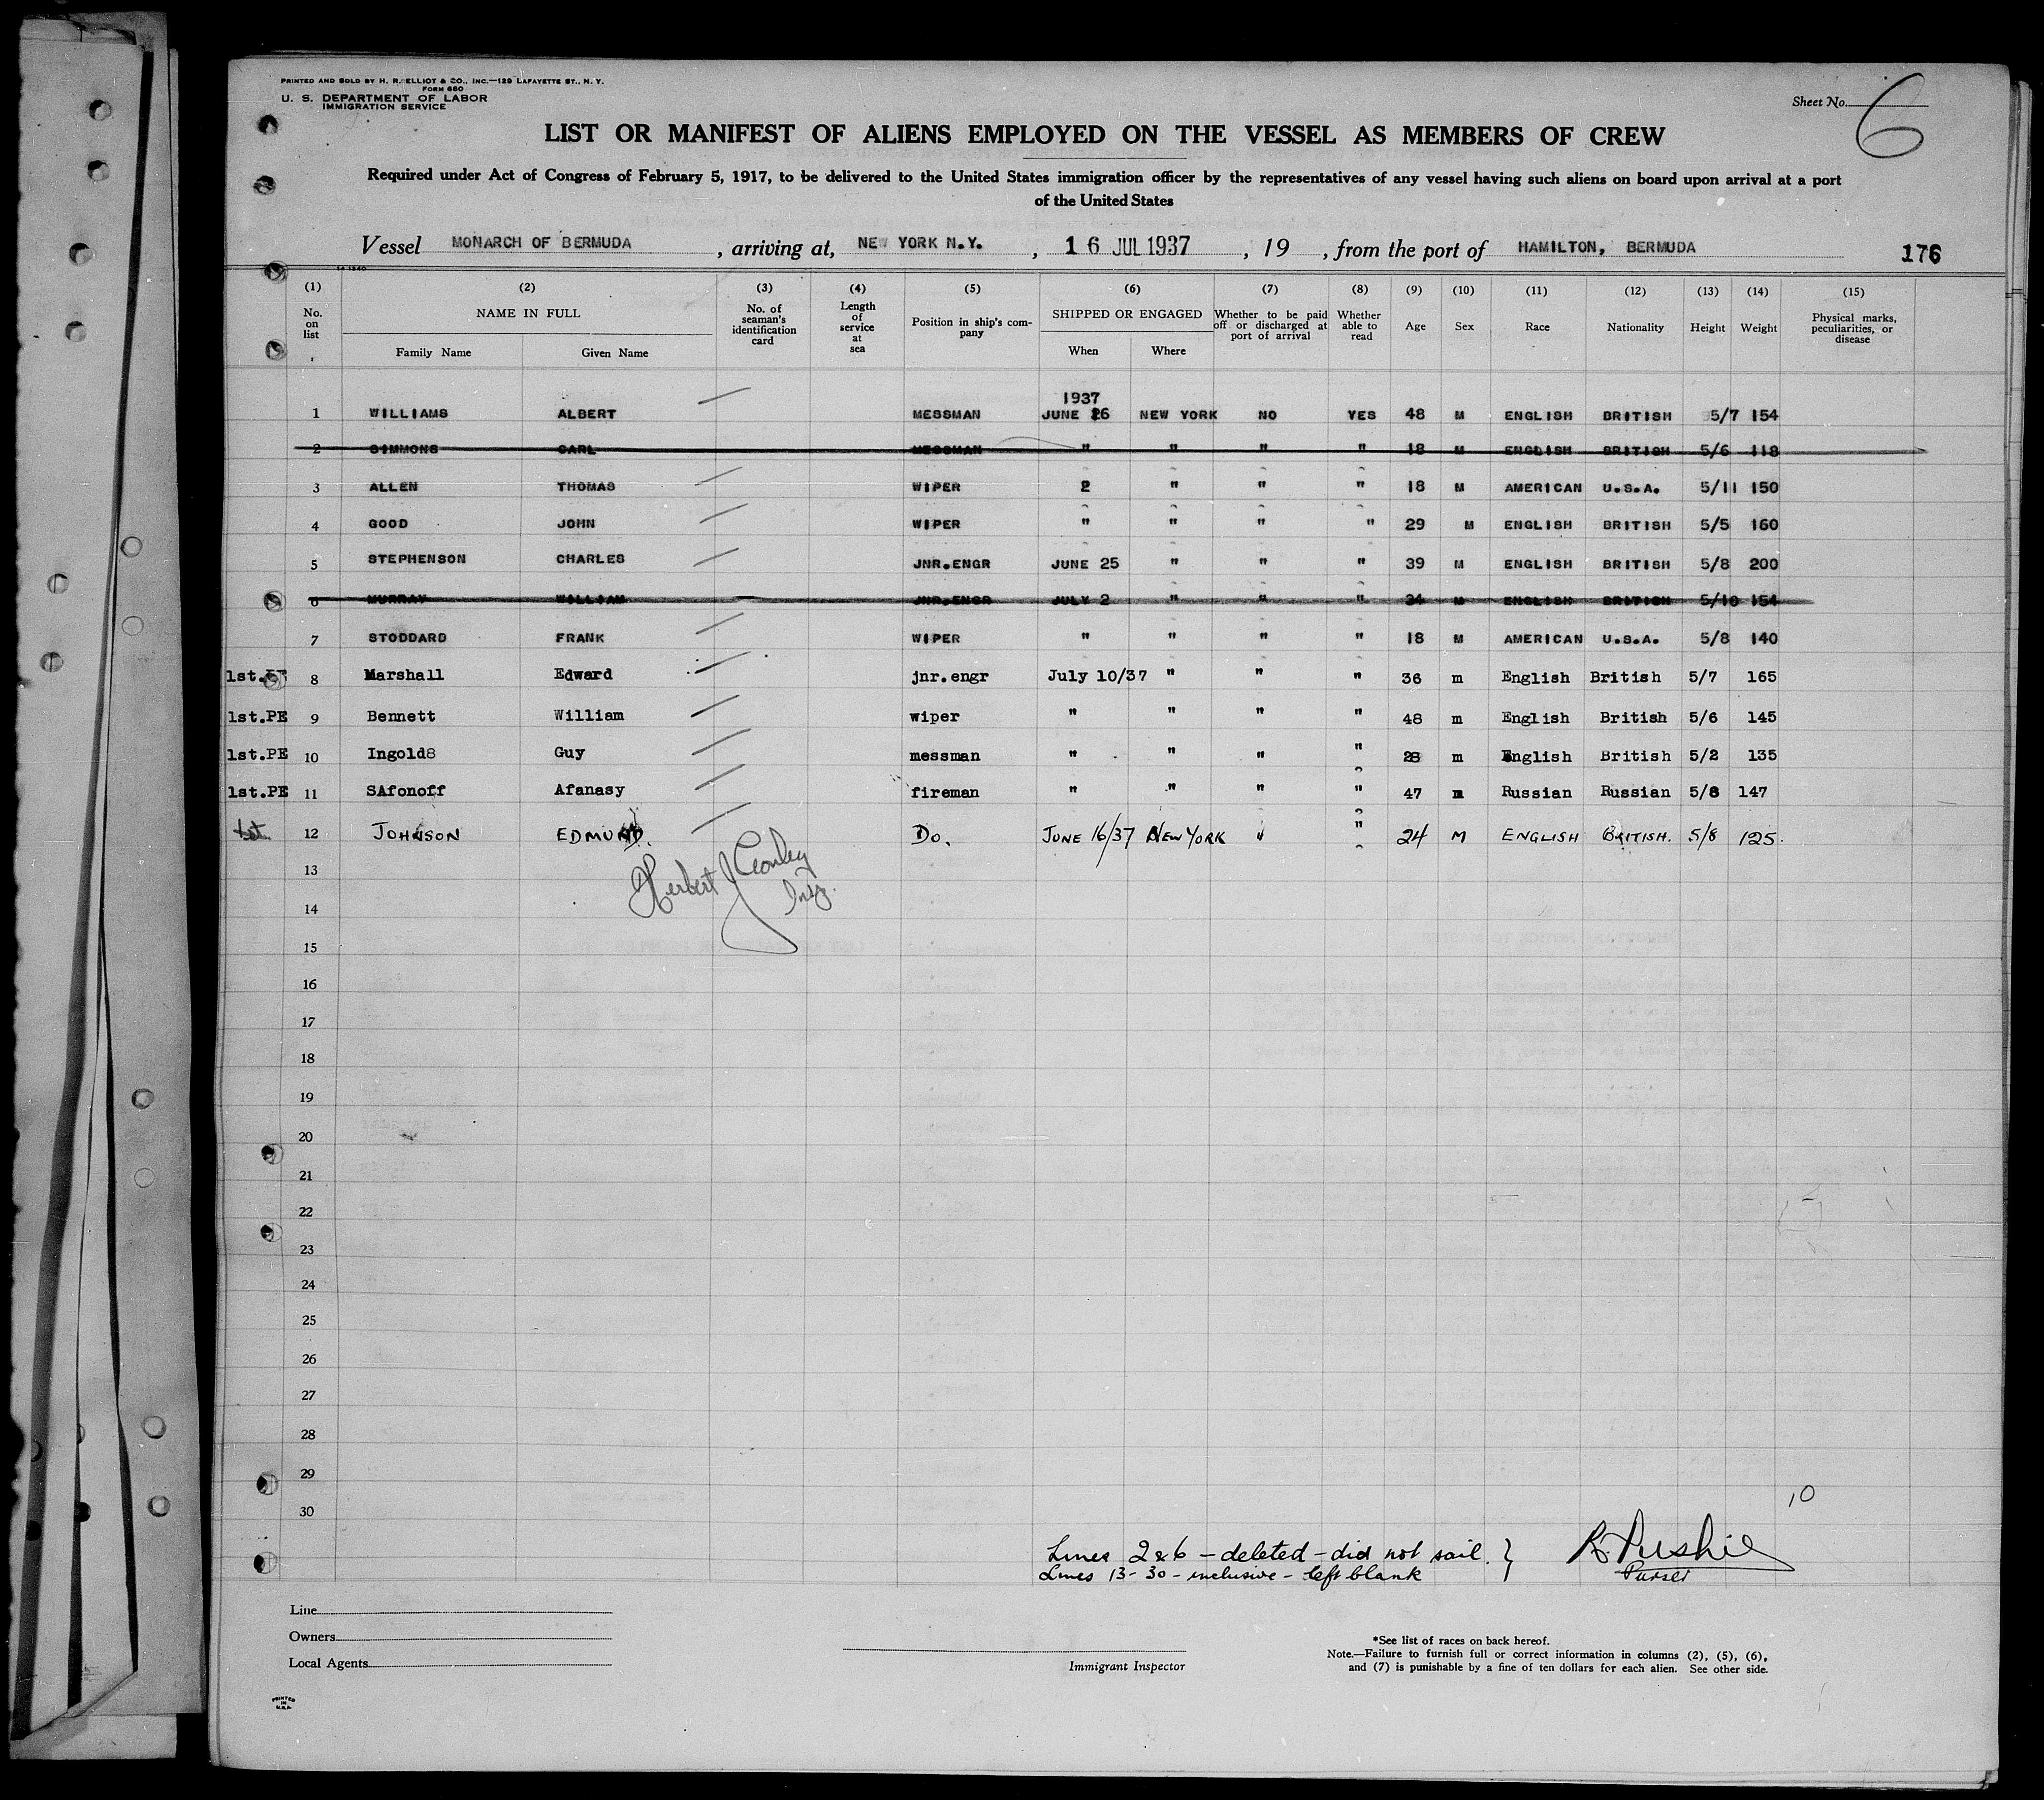 PRINTED AND SOLD BY H. R. ELLIOT & CO., INC.—129 LAFAYETTE ST., N. Y.
FORM 680
U. S. DEPARTMENT OF LABOR
IMMIGRATION SERVICE
Sheet No. 6
LIST OR MANIFEST OF ALIENS EMPLOYED ON THE VESSEL AS MEMBERS OF CREW
Required under Act of Congress of February 5, 1917, to be delivered to the United States immigration officer by the representatives of any vessel having such aliens on board upon arrival at a port
of the United States
Vessel MONARCH OF BERMUDA, arriving at, NEW YORK N.Y., 16 JUL 1937, 19 , from the port of HAMILTON, BERMUDA 176
(1) (2) (3) (4) (5) (6) (7) (8) (9) (10) (11) (12) (13) (14) (15)
No. on list NAME IN FULL Family Name Given Name No. of seaman's identification card Length of service at sea Position in ship's company SHIPPED OR ENGAGED When Where Whether to be paid off or discharged at port of arrival Whether able to read Age Sex Race Nationality Height Weight Physical marks, peculiarities, or disease
1937
1 WILLIAMS ALBERT MESSMAN JUNE 26 NEW YORK NO YES 48 M ENGLISH BRITISH 5/7 154
2 SIMMONS CARL MESSMAN " " " " 18 M ENGLISH BRITISH 5/6 118
3 ALLEN THOMAS WIPER 2 " " " 18 M AMERICAN U.S.A. 5/11 150
4 GOOD JOHN WIPER " " " " 29 M ENGLISH BRITISH 5/5 160
5 STEPHENSON CHARLES JNR.ENGR JUNE 25 " " " 39 M ENGLISH BRITISH 5/8 200
6 MURRAY WILLIAM JNR.ENGR JULY 2 " " " 34 M ENGLISH BRITISH 5/10 154
7 STODDARD FRANK WIPER " " " " 18 M AMERICAN U.S.A. 5/8 140
1st. 8 Marshall Edward jnr.engr July 10/37 " " " 36 m English British 5/7 165
1st.PE 9 Bennett William wiper " " " " 48 m English British 5/6 145
1st.PE 10 Ingold8 Guy messman " " " " 28 m English British 5/2 135
1st.PE 11 SAfonoff Afanasy fireman " " " " 47 m Russian Russian 5/8 147
1st 12 JOHNSON EDMUND. Do. JUNE 16/37 NEW YORK " " 24 M ENGLISH BRITISH. 5/8 125.
13
Herbert J
14
15
16
17
18
19
20
21
22
23
24
25
26
27
28
29
30
10
Lines 2 & 6 – deleted – did not sail. }
Lines 13-30 – inclusive – left blank
Purser
Line
Owners
Local Agents
Immigrant Inspector
*See list of races on back hereof.
Note.—Failure to furnish full or correct information in columns (2), (5), (6),
and (7) is punishable by a fine of ten dollars for each alien. See other side.
PRINTED
IN
U.S.A.